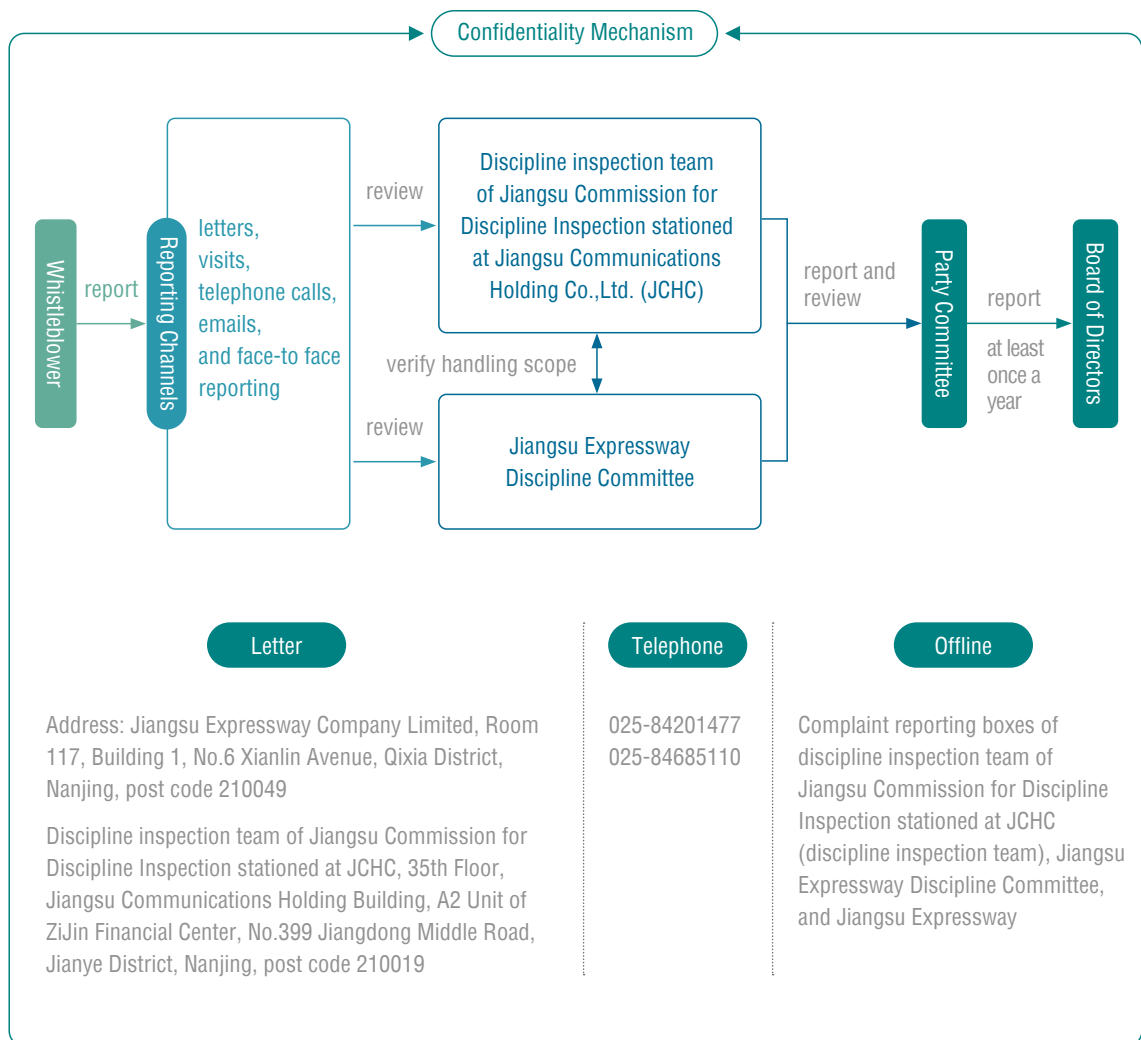 Confidentiality Mechanism
Whistleblower
report
Reporting Channels
letters,
visits,
telephone calls,
emails,
and face-to face
reporting
review
Discipline inspection team
of Jiangsu Commission for
Discipline Inspection stationed
at Jiangsu Communications
Holding Co.,Ltd. (JCHC)
verify handling scope
review
Jiangsu Expressway
Discipline Committee
report and
review
Party Committee
report
at least
once a
year
Board of Directors
Letter
Address: Jiangsu Expressway Company Limited, Room
117, Building 1, No.6 Xianlin Avenue, Qixia District,
Nanjing, post code 210049
Discipline inspection team of Jiangsu Commission for
Discipline Inspection stationed at JCHC, 35th Floor,
Jiangsu Communications Holding Building, A2 Unit of
ZiJin Financial Center, No.399 Jiangdong Middle Road,
Jianye District, Nanjing, post code 210019
Telephone
025-84201477
025-84685110
Offline
Complaint reporting boxes of
discipline inspection team of
Jiangsu Commission for Discipline
Inspection stationed at JCHC
(discipline inspection team), Jiangsu
Expressway Discipline Committee,
and Jiangsu Expressway